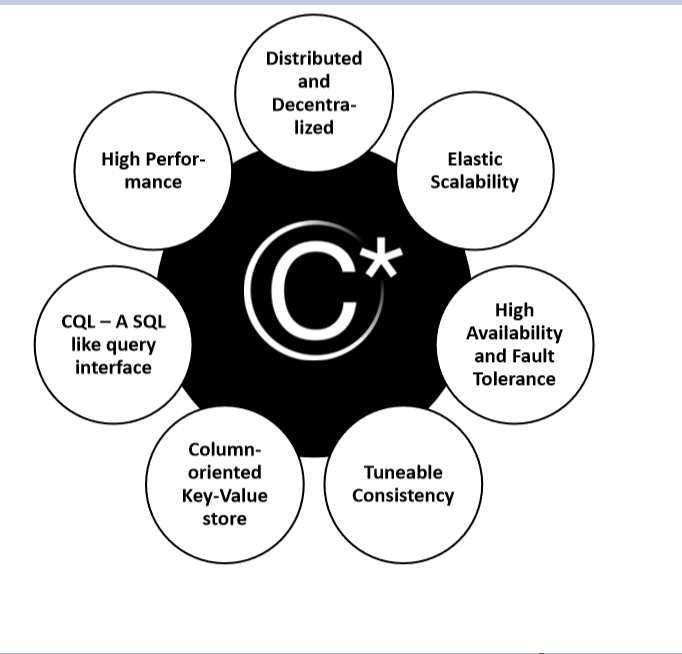 Distributed
and
Decentra-
lized
Elastic
Scalability
High
Availability
and Fault
Tolerance
Tuneable
Consistency
Column-
oriented
Key-Value
store
CQL – A SQL
like query
interface
High Perfor-
mance
C*